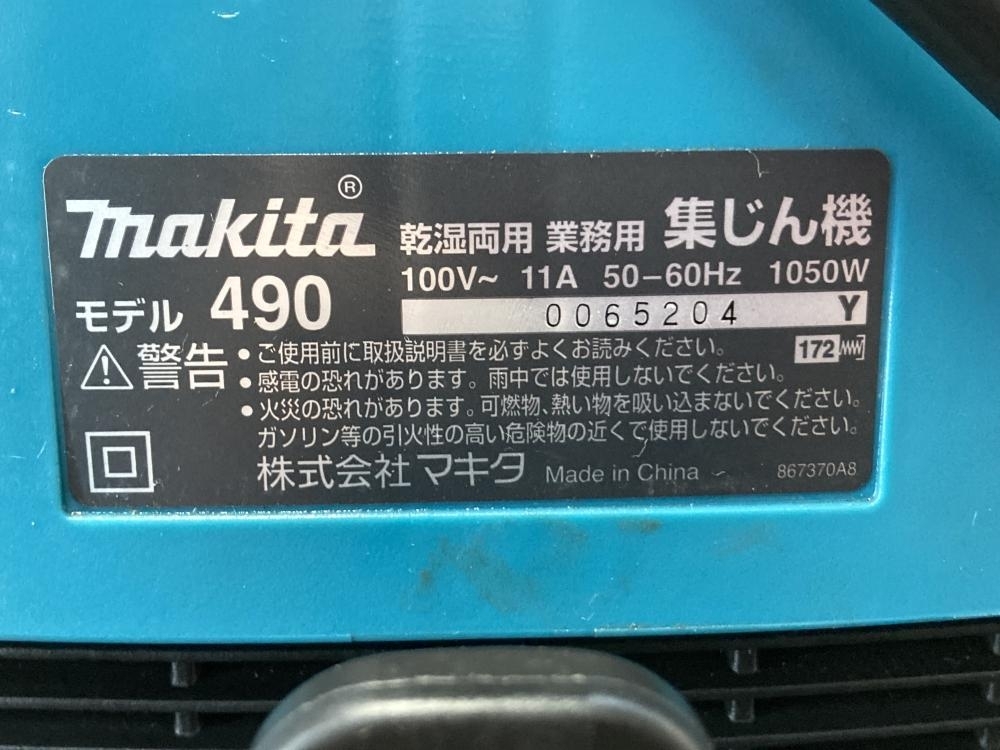 makita®
乾湿両用 業務用 集じん機
100V~ 11A 50-60Hz 1050W
モデル 490
0065204 Y
警告
・ご使用前に取扱説明書を必ずよくお読みください。
172
・感電の恐れがあります。雨中では使用しないでください。
・火災の恐れがあります。可燃物、熱い物を吸い込まないでください。
ガソリン等の引火性の高い危険物の近くで使用しないでください。
株式会社 マキタ Made in China 867370A8